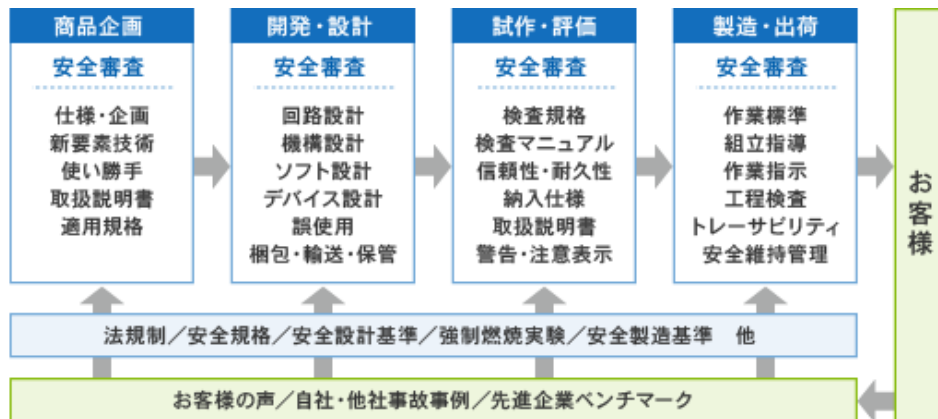 商品企画
安全審査
仕様・企画
新要素技術
使い勝手
取扱説明書
適用規格
開発・設計
安全審査
回路設計
機構設計
ソフト設計
デバイス設計
誤使用
梱包・輸送・保管
試作・評価
安全審査
検査規格
検査マニュアル
信頼性・耐久性
納入仕様
取扱説明書
警告・注意表示
製造・出荷
安全審査
作業標準
組立指導
作業指示
工程検査
トレーサビリティ
安全維持管理
お客様
法規制／安全規格／安全設計基準／強制燃焼実験／安全製造基準　他
お客様の声／自社・他社事故事例／先進企業ベンチマーク